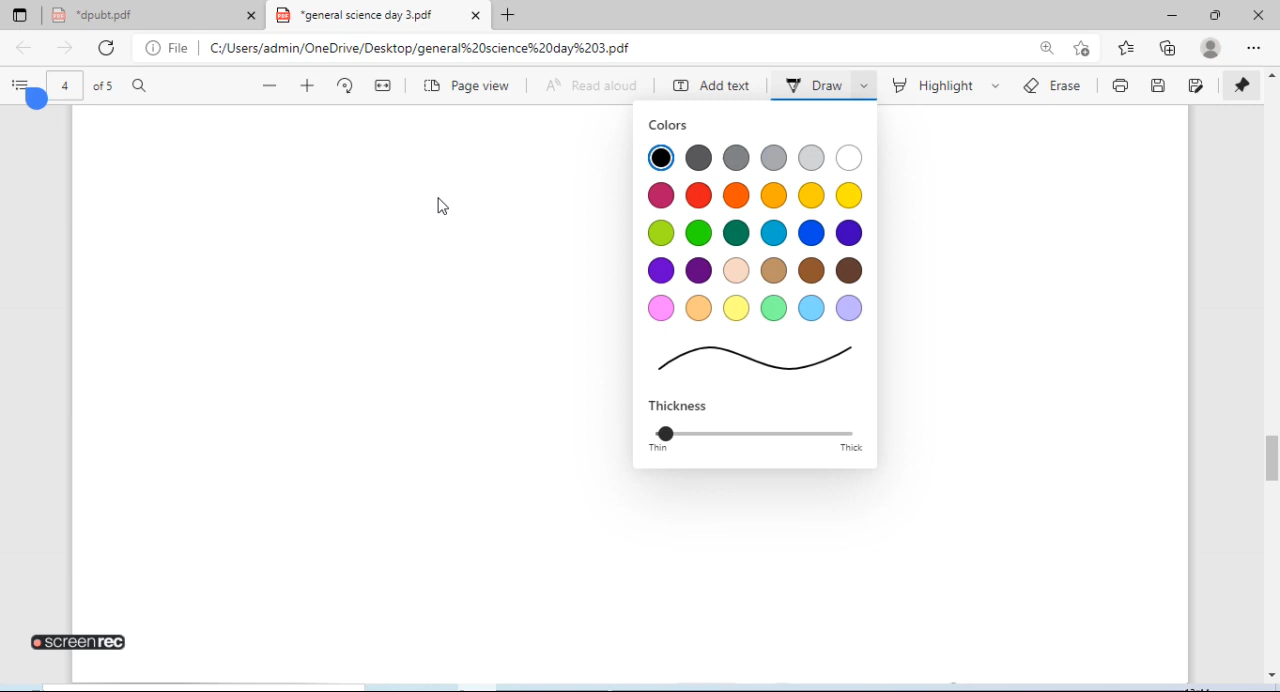 *dpubt.pdf
*general science day 3.pdf
File
C:/Users/admin/OneDrive/Desktop/general%20science%20day%203.pdf
4 of 5
Page view
Read aloud
Add text
Draw
Highlight
Erase
Colors
Thickness
Thin
Thick
screenrec